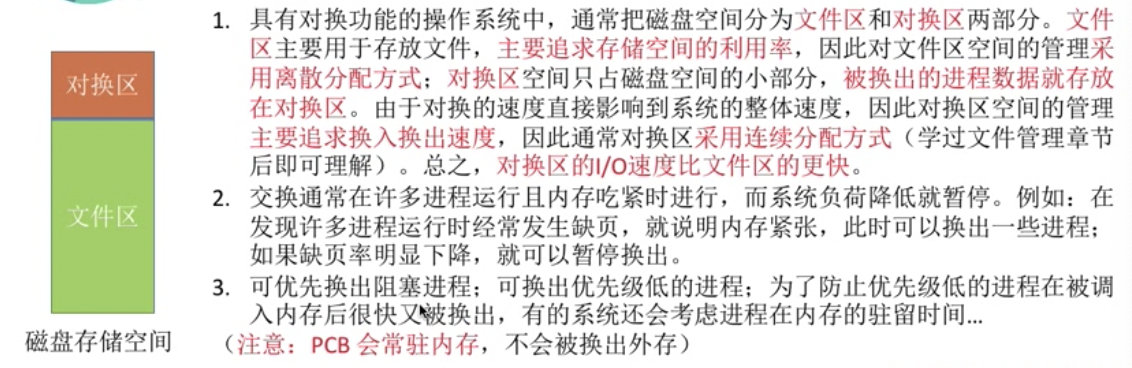 1. 具有对换功能的操作系统中，通常把磁盘空间分为文件区和对换区两部分。文件
区主要用于存放文件，主要追求存储空间的利用率，因此对文件区空间的管理采
用离散分配方式；对换区空间只占磁盘空间的小部分，被换出的进程数据就存放
在对换区。由于对换的速度直接影响到系统的整体速度，因此对换区空间的管理
主要追求换入换出速度，因此通常对换区采用连续分配方式（学过文件管理章节
后即可理解）。总之，对换区的I/O速度比文件区的更快。
2. 交换通常在许多进程运行且内存吃紧时进行，而系统负荷降低就暂停。例如：在
发现许多进程运行时经常发生缺页，就说明内存紧张，此时可以换出一些进程；
如果缺页率明显下降，就可以暂停换出。
3. 可优先换出阻塞进程；可换出优先级低的进程；为了防止优先级低的进程在被调
入内存后很快又被换出，有的系统还会考虑进程在内存的驻留时间…
（注意：PCB 会常驻内存，不会被换出外存）
对换区
文件区
磁盘存储空间